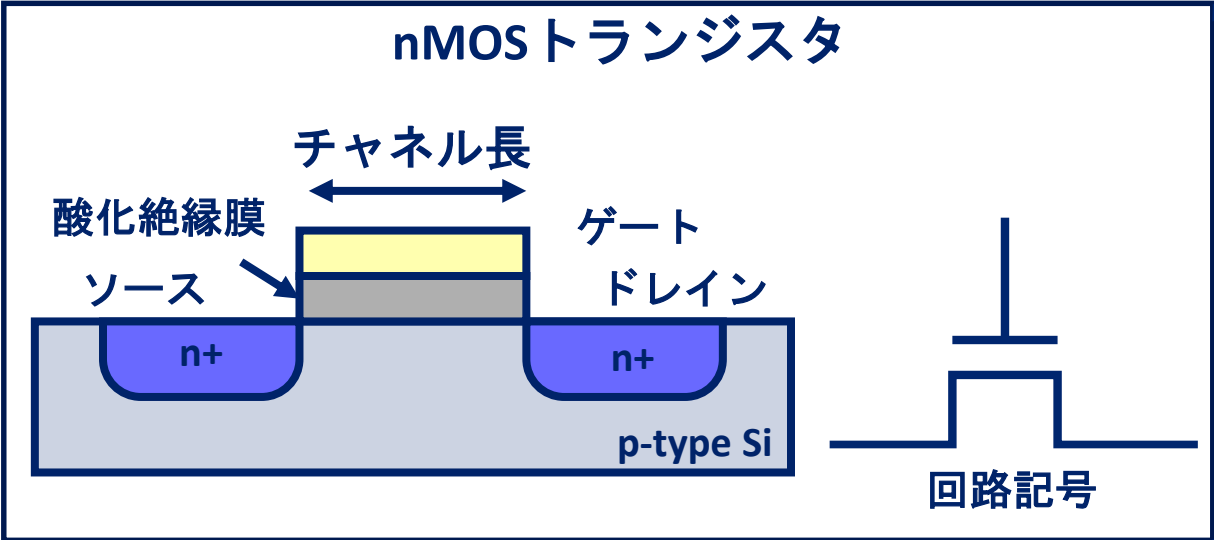 nMOSトランジスタ
チャネル長
酸化絶縁膜
ゲート
ソース
ドレイン
n+
n+
p-type Si
回路記号